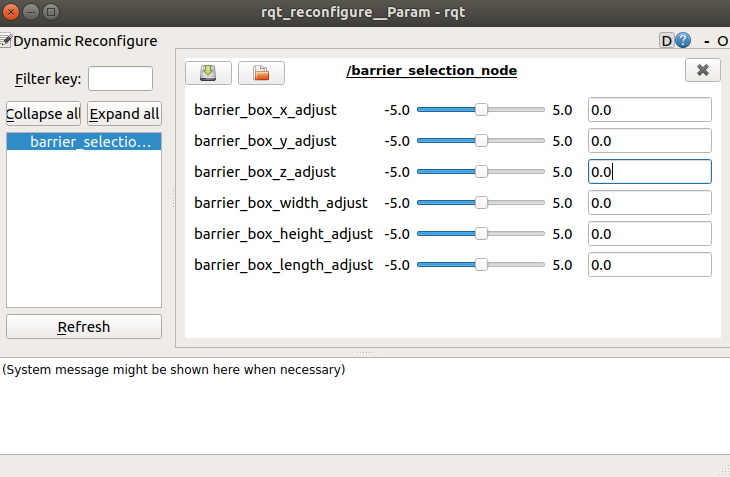 rqt_reconfigure__Param - rqt
Dynamic Reconfigure
D ? - O
Filter key:
Collapse all Expand all
barrier_selectio...
Refresh
/barrier_selection_node
barrier_box_x_adjust -5.0 5.0 0.0
barrier_box_y_adjust -5.0 5.0 0.0
barrier_box_z_adjust -5.0 5.0 0.0
barrier_box_width_adjust -5.0 5.0 0.0
barrier_box_height_adjust -5.0 5.0 0.0
barrier_box_length_adjust -5.0 5.0 0.0
(System message might be shown here when necessary)